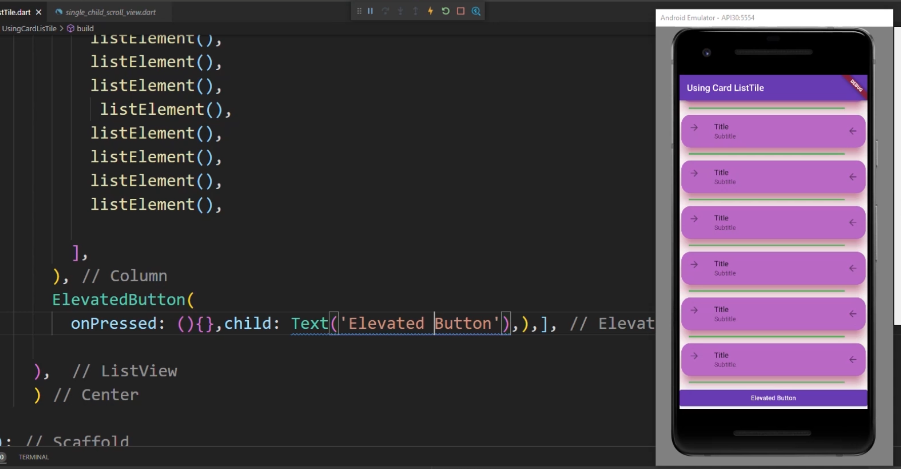 stTile.dart
single_child_scroll_view.dart
UsingCardListTile > build
listElement(),
listElement(),
listElement(),
listElement(),
listElement(),
listElement(),
listElement(),
listElement(),
],
), // Column
ElevatedButton(
onPressed: (){},child: Text('Elevated Button'),),], // Elevat
), // ListView
) // Center
); // Scaffold
TERMINAL
Android Emulator - API30:5554
Using Card ListTile
DEBUG
Title
Subtitle
Title
Subtitle
Title
Subtitle
Title
Subtitle
Title
Subtitle
Title
Subtitle
Elevated Button